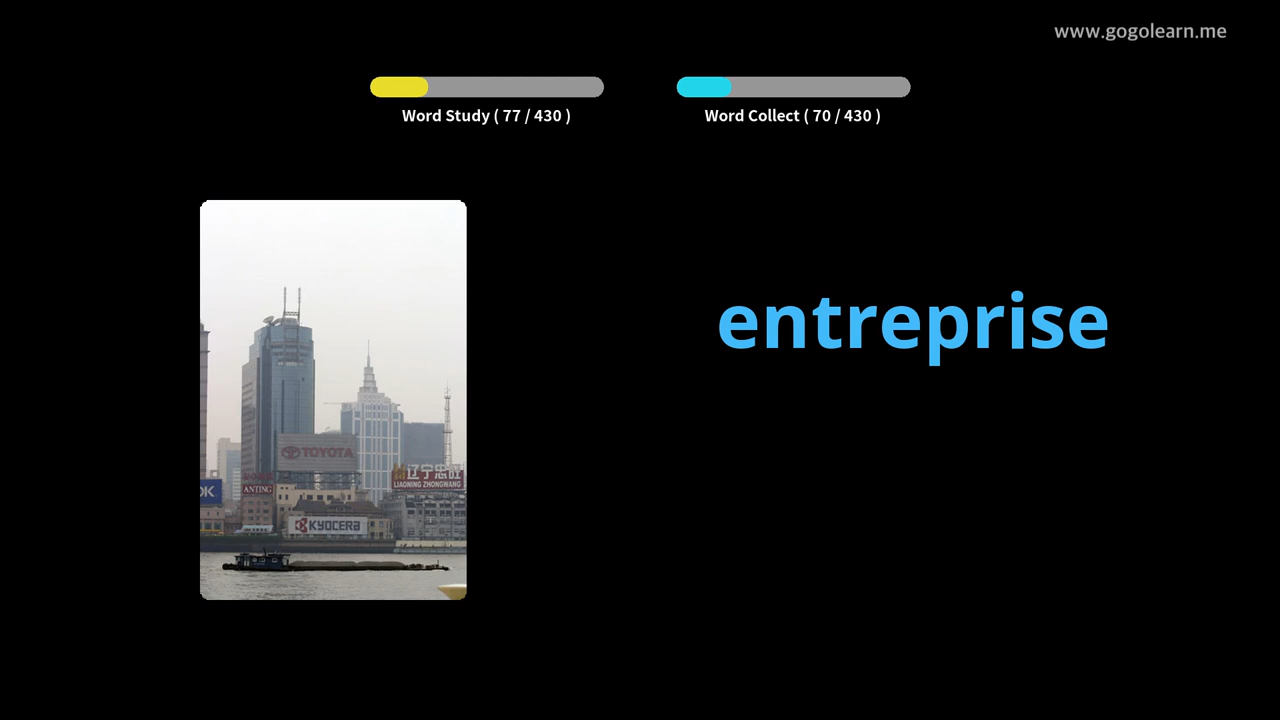 www.gogolearn.me
Word Study ( 77 / 430 )
Word Collect ( 70 / 430 )
entreprise
TOYOTA
辽宁忠旺
LIAONING ZHONGWANG
OK
ANTING
KYOCERA